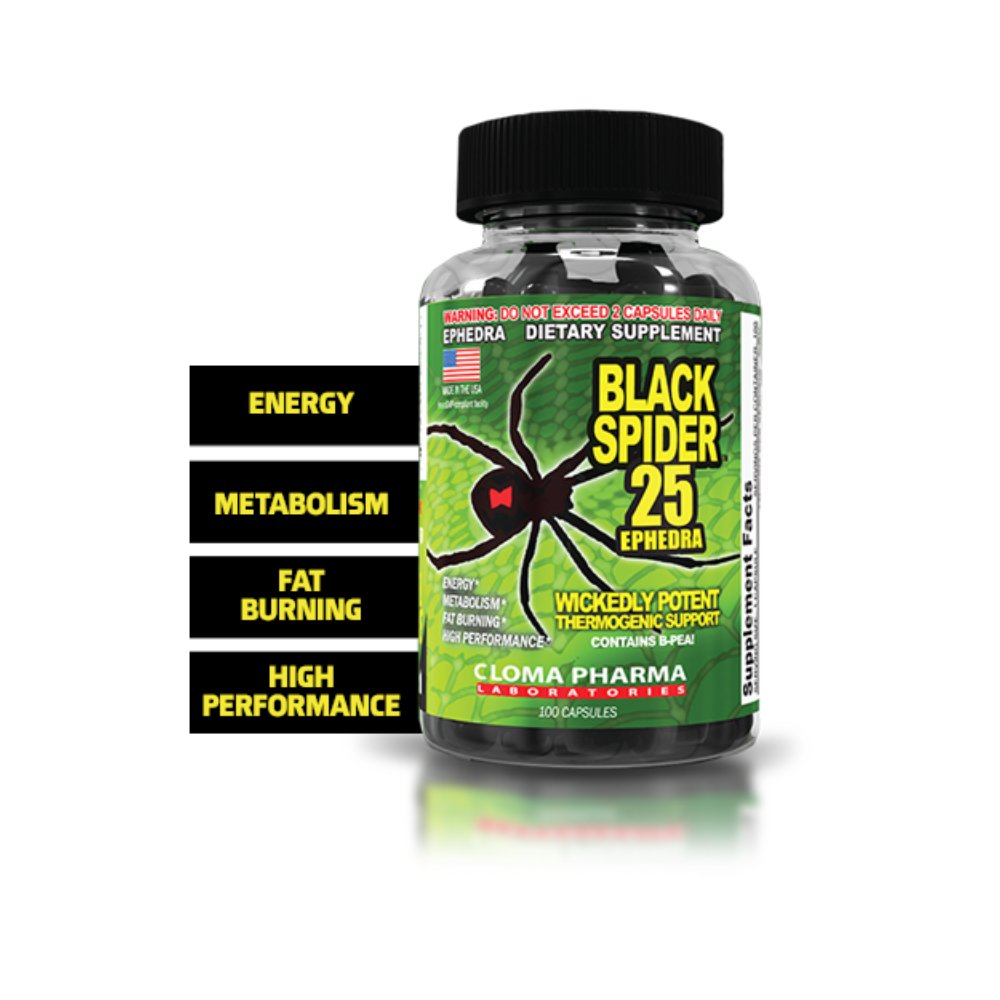 ENERGY
METABOLISM
FAT
BURNING
HIGH
PERFORMANCE
WARNING: DO NOT EXCEED 2 CAPSULES DAILY
EPHEDRA DIETARY SUPPLEMENT
MADE IN THE USA
BLACK
SPIDER
25
EPHEDRA
ENERGY*
METABOLISM*
FAT BURNING*
HIGH PERFORMANCE*
WICKEDLY POTENT
THERMOGENIC SUPPORT
CONTAINS B-PEA!
CLOMA PHARMA
LABORATORIES
100 CAPSULES
Supplement Facts